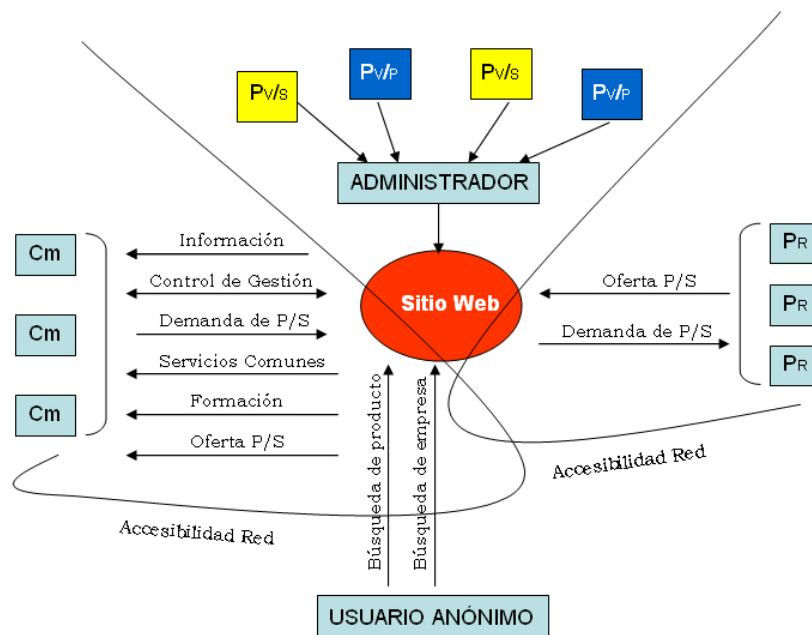 PV/S
PV/P
PV/S
PV/P
ADMINISTRADOR
Cm
Cm
Cm
Información
Control de Gestión
Demanda de P/S
Servicios Comunes
Formación
Oferta P/S
Sitio Web
Oferta P/S
Demanda de P/S
PR
PR
PR
Accesibilidad Red
Accesibilidad Red
Búsqueda de producto
Búsqueda de empresa
USUARIO ANÓNIMO